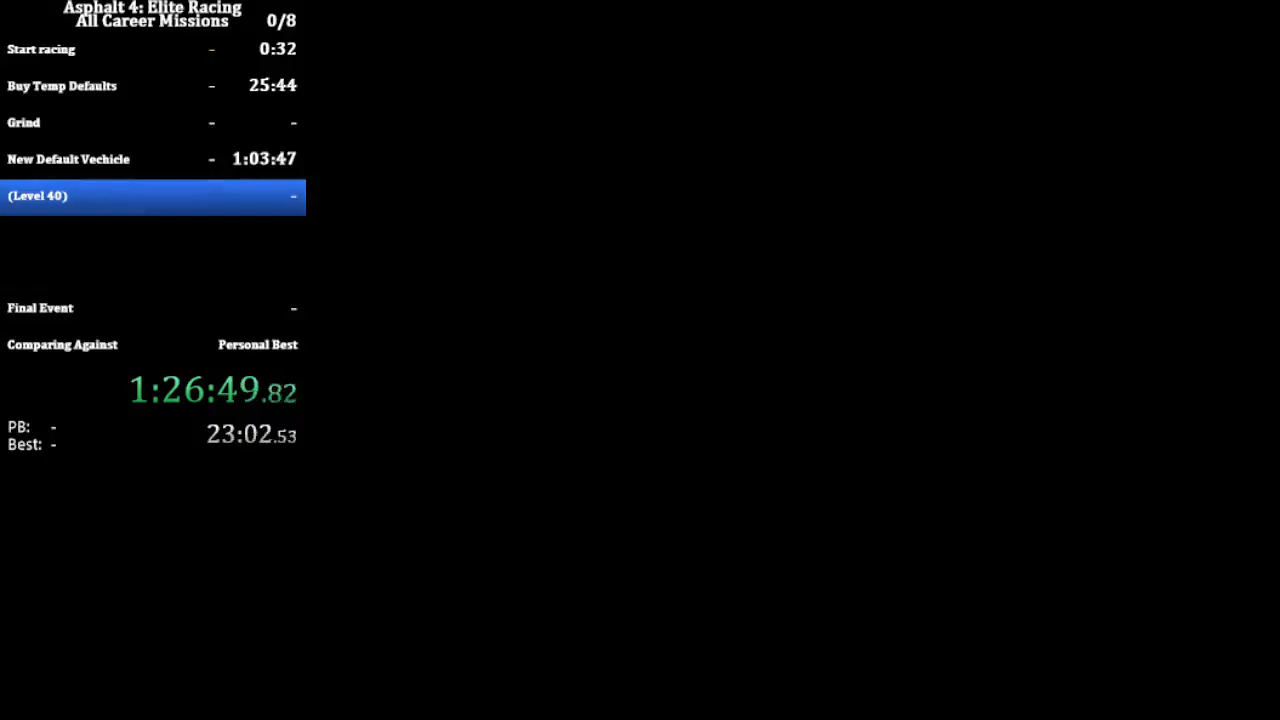 Asphalt 4: Elite Racing
All Career Missions 0/8
Start racing - 0:32
Buy Temp Defaults - 25:44
Grind - -
New Default Vechicle - 1:03:47
(Level 40) -
Final Event -
Comparing Against Personal Best
1:26:49.82
PB: -
Best: -
23:02.53